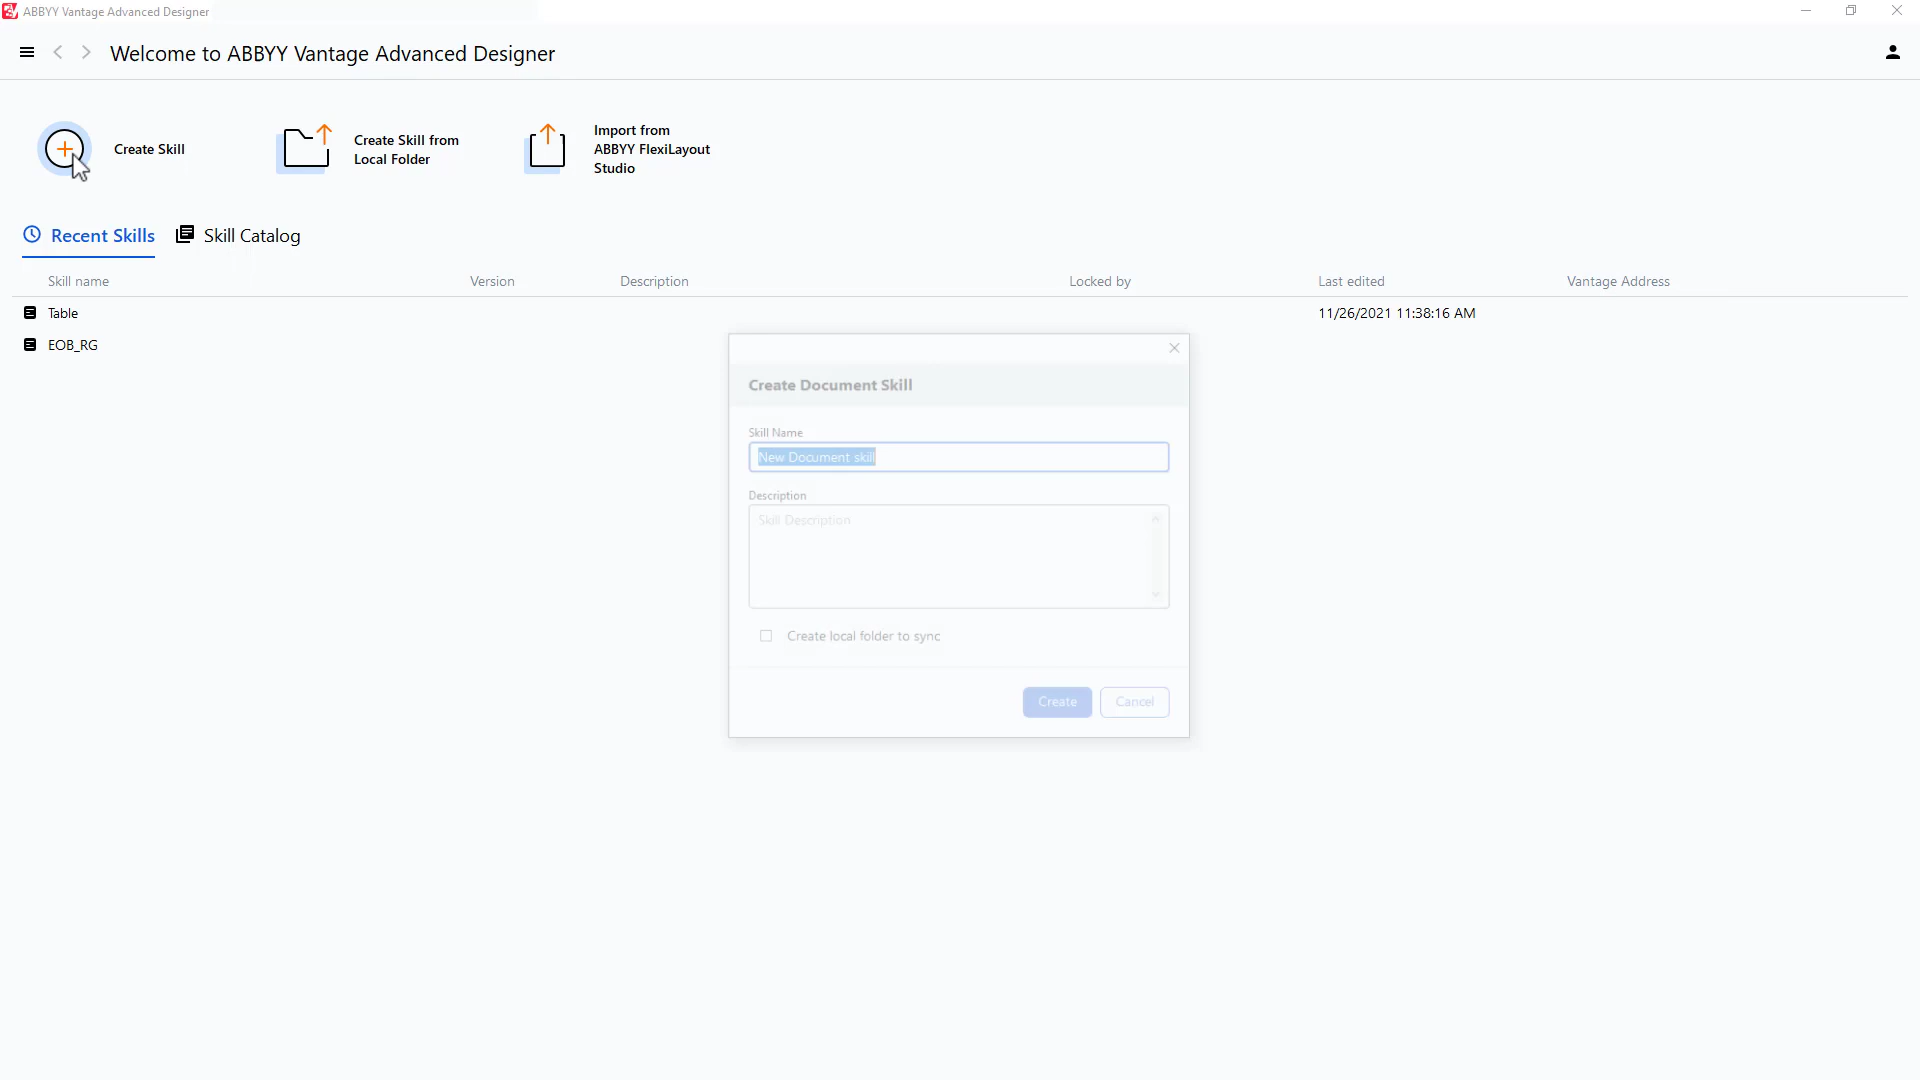 ABBYY Vantage Advanced Designer
Welcome to ABBYY Vantage Advanced Designer
Create Skill
Create Skill from
Local Folder
Import from
ABBYY FlexiLayout
Studio
Recent Skills
Skill Catalog
Skill name Version Description Locked by Last edited Vantage Address
Table 11/26/2021 11:38:16 AM
EOB_RG
Create Document Skill
Skill Name
New Document skill
Description
Skill Description
Create local folder to sync
Create Cancel